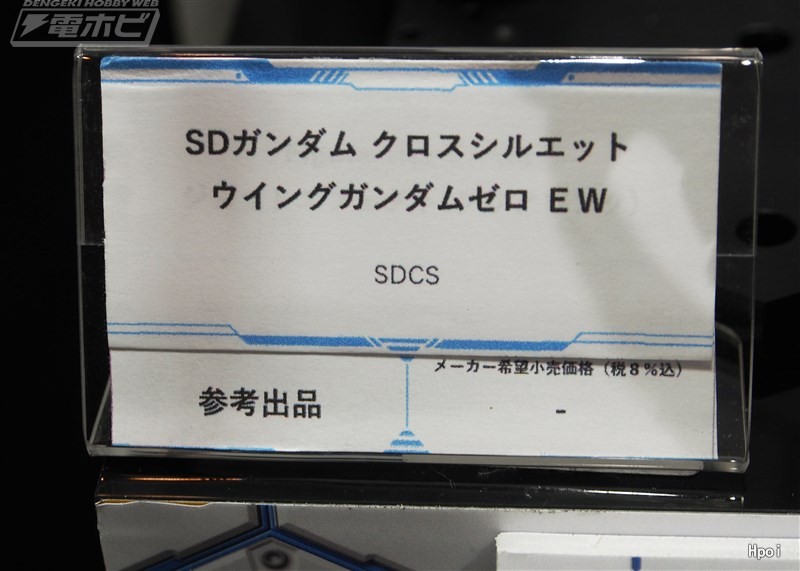 DENGEKI HOBBY WEB
電ホビ
SDガンダム クロスシルエット
ウイングガンダムゼロ EW
SDCS
メーカー希望小売価格（税8%込）
参考出品
-
Hpoi